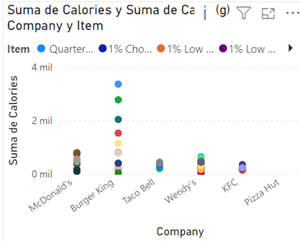 Suma de Calories y Suma de Ca (g)
Company y Item
Item Quarter... 1% Cho... 1% Low ... 1% Low ...
Suma de Calories
4 mil
2 mil
0 mil
McDonald's
Burger King
Taco Bell
Wendy's
KFC
Pizza Hut
Company